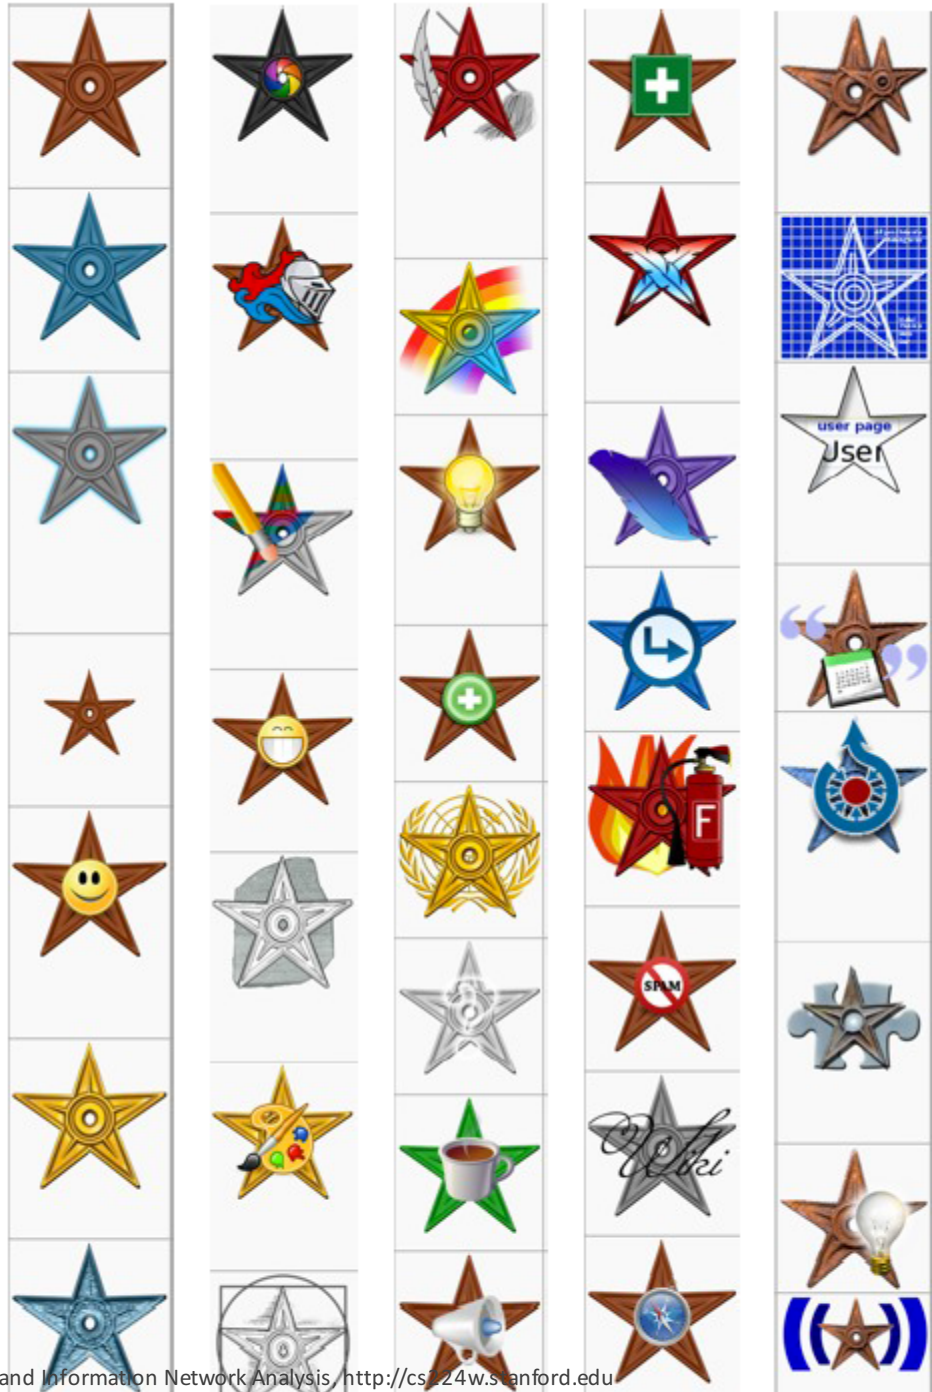 user page
User
F
SPAM
Wiki
and Information Network Analysis, http://cs224w.stanford.edu